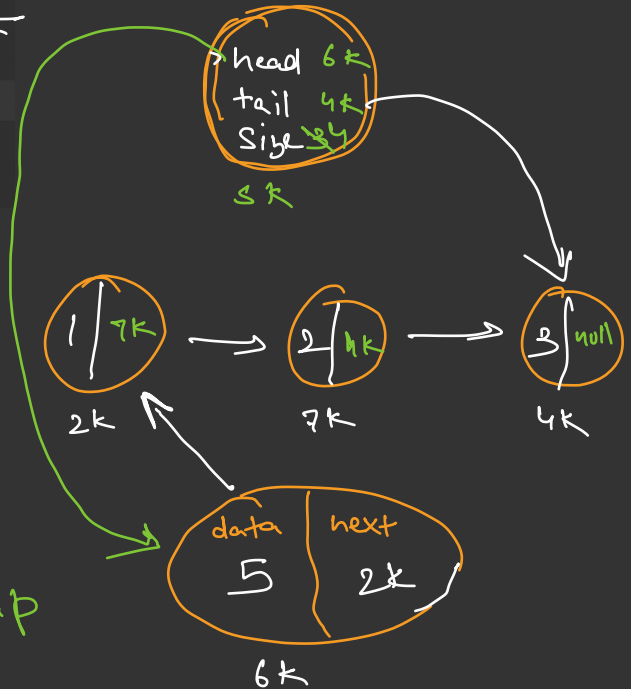 head 6k
tail 4k
Size 4
5k
1 7k
2 4k
3 null
2k
7k
4k
data next
5 2k
6k